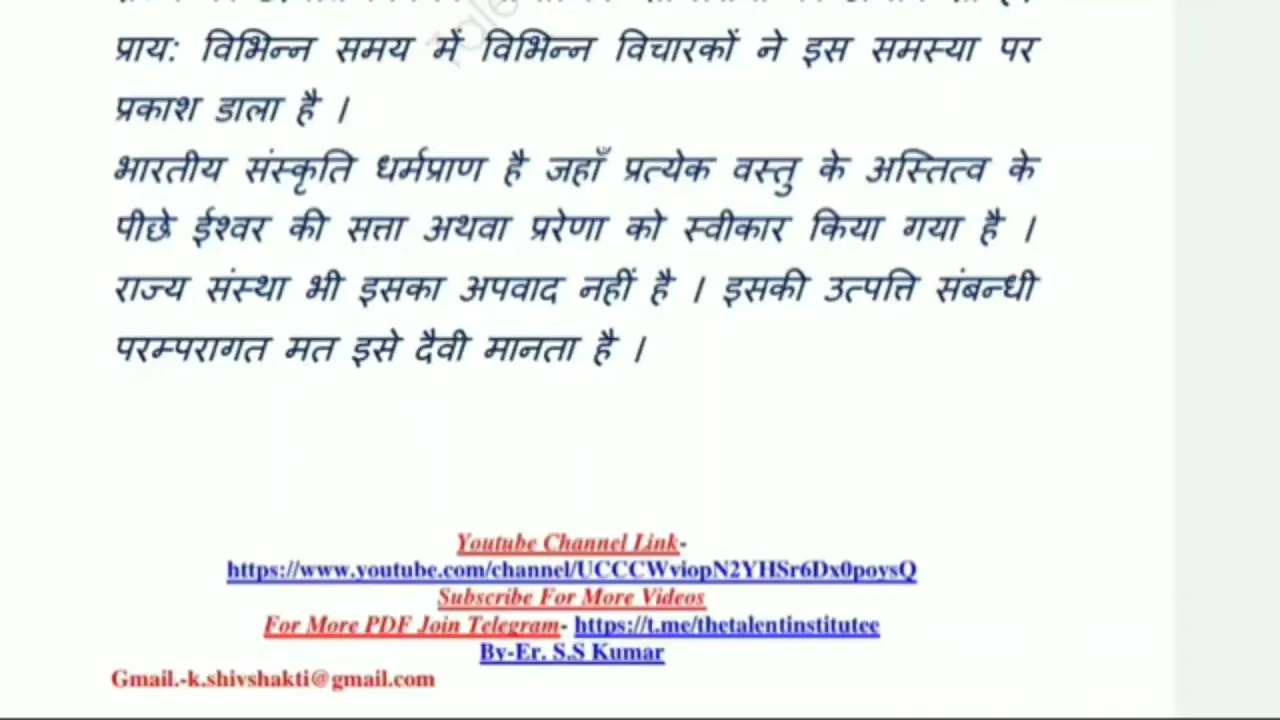 प्राय: विभिन्न समय में विभिन्न विचारकों ने इस समस्या पर
प्रकाश डाला है ।
भारतीय संस्कृति धर्मप्राण है जहाँ प्रत्येक वस्तु के अस्तित्व के
पीछे ईश्वर की सत्ता अथवा प्ररेणा को स्वीकार किया गया है ।
राज्य संस्था भी इसका अपवाद नहीं है । इसकी उत्पत्ति संबन्धी
परम्परागत मत इसे दैवी मानता है ।
Youtube Channel Link-
https://www.youtube.com/channel/UCCCWviopN2YHSr6Dx0poysQ
Subscribe For More Videos
For More PDF Join Telegram- https://t.me/thetalentinstitutee
By-Er. S.S Kumar
Gmail.-k.shivshakti@gmail.com